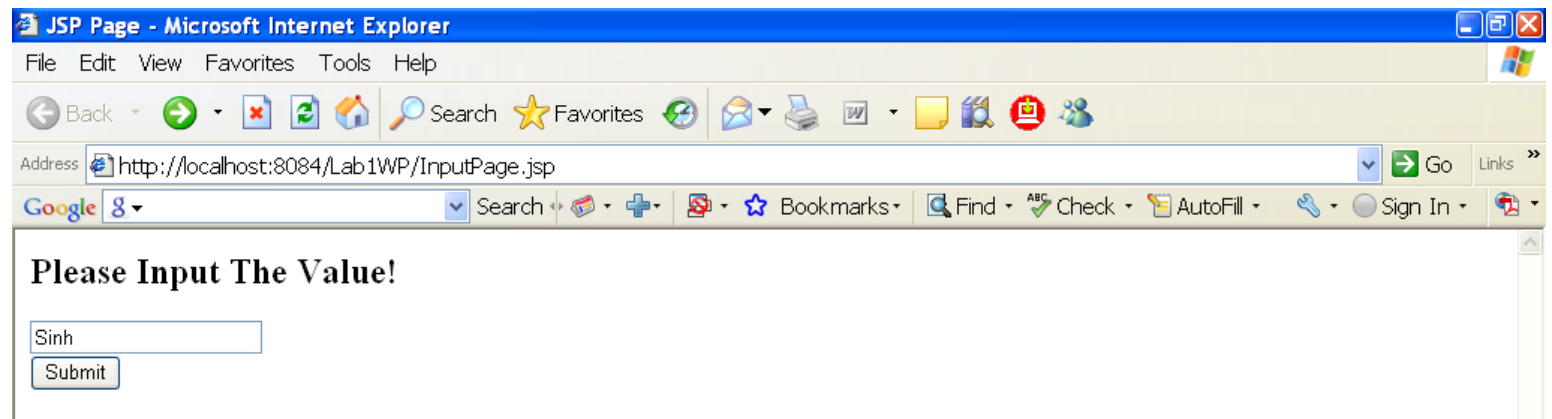 JSP Page - Microsoft Internet Explorer
File Edit View Favorites Tools Help
Back Search Favorites W
Address http://localhost:8084/Lab1WP/InputPage.jsp Go Links »
Google g Search Bookmarks Find ABC Check AutoFill Sign In
Please Input The Value!
Sinh
Submit